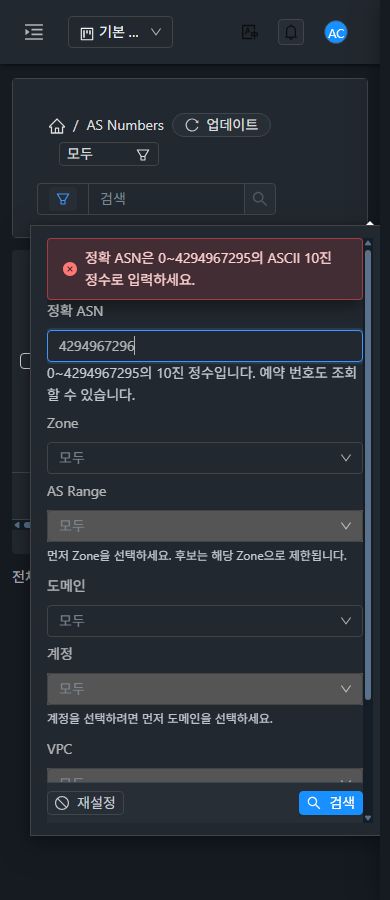 기본 ...
AC
/ AS Numbers 업데이트
모두
검색
정확 ASN은 0~4294967295의 ASCII 10진
정수로 입력하세요.
정확 ASN
4294967296
0~4294967295의 10진 정수입니다. 예약 번호도 조회
할 수 있습니다.
Zone
모두
AS Range
모두
먼저 Zone을 선택하세요. 후보는 해당 Zone으로 제한됩니다.
도메인
모두
계정
모두
계정을 선택하려면 먼저 도메인을 선택하세요.
VPC
모두
재설정 검색